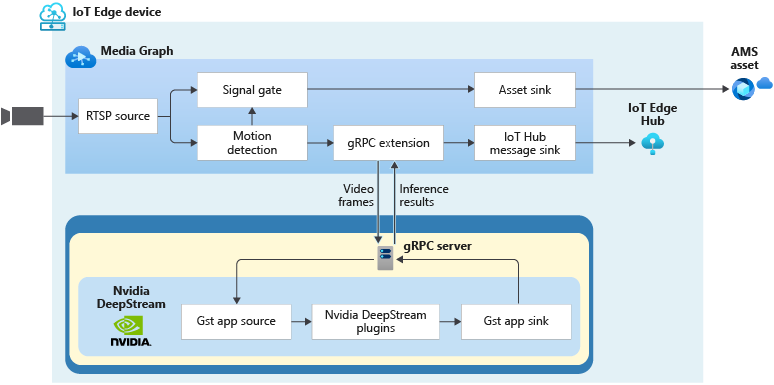 IoT Edge device
Media Graph
AMS
asset
Signal gate
Asset sink
RTSP source
IoT Edge
Hub
Motion
detection
gRPC extension
IoT Hub
message sink
Video
frames
Inference
results
gRPC server
Nvidia
DeepStream
NVIDIA.
Gst app source
Nvidia DeepStream
plugins
Gst app sink